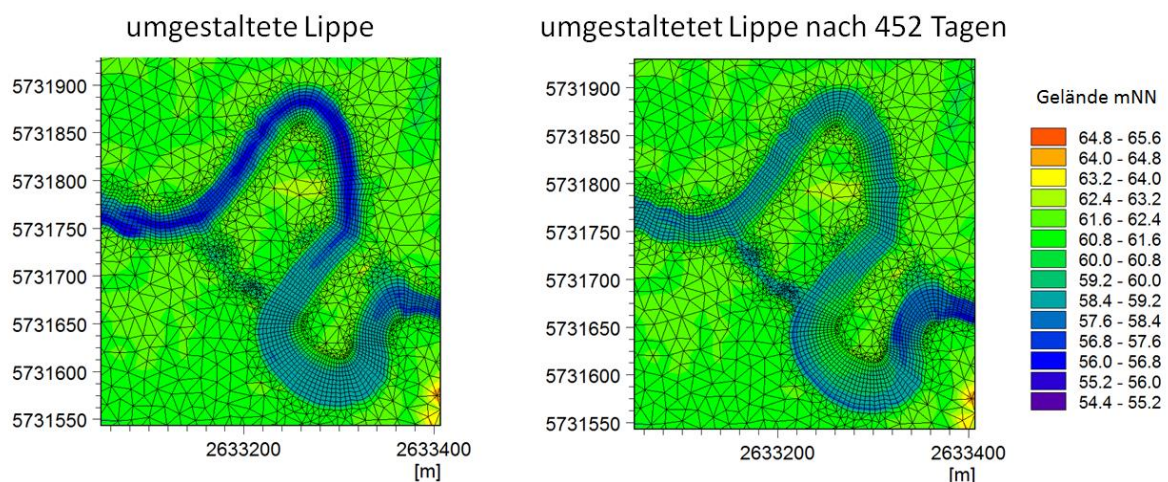 umgestaltete Lippe
umgestaltetet Lippe nach 452 Tagen
5731900
5731850
5731800
5731750
5731700
5731650
5731600
5731550
2633200
2633400
[m]
5731900
5731850
5731800
5731750
5731700
5731650
5731600
5731550
2633200
2633400
[m]
Gelände mNN
64.8 - 65.6
64.0 - 64.8
63.2 - 64.0
62.4 - 63.2
61.6 - 62.4
60.8 - 61.6
60.0 - 60.8
59.2 - 60.0
58.4 - 59.2
57.6 - 58.4
56.8 - 57.6
56.0 - 56.8
55.2 - 56.0
54.4 - 55.2